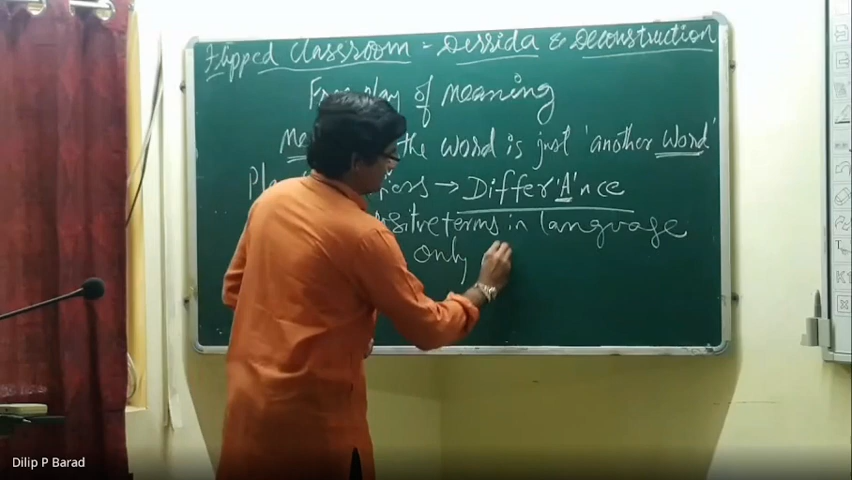 Flipped Classroom - Derrida & Deconstruction
Free play of meaning
the word is just 'another word'
→ Differ'A'nce
terms in language
only
Dilip P Barad